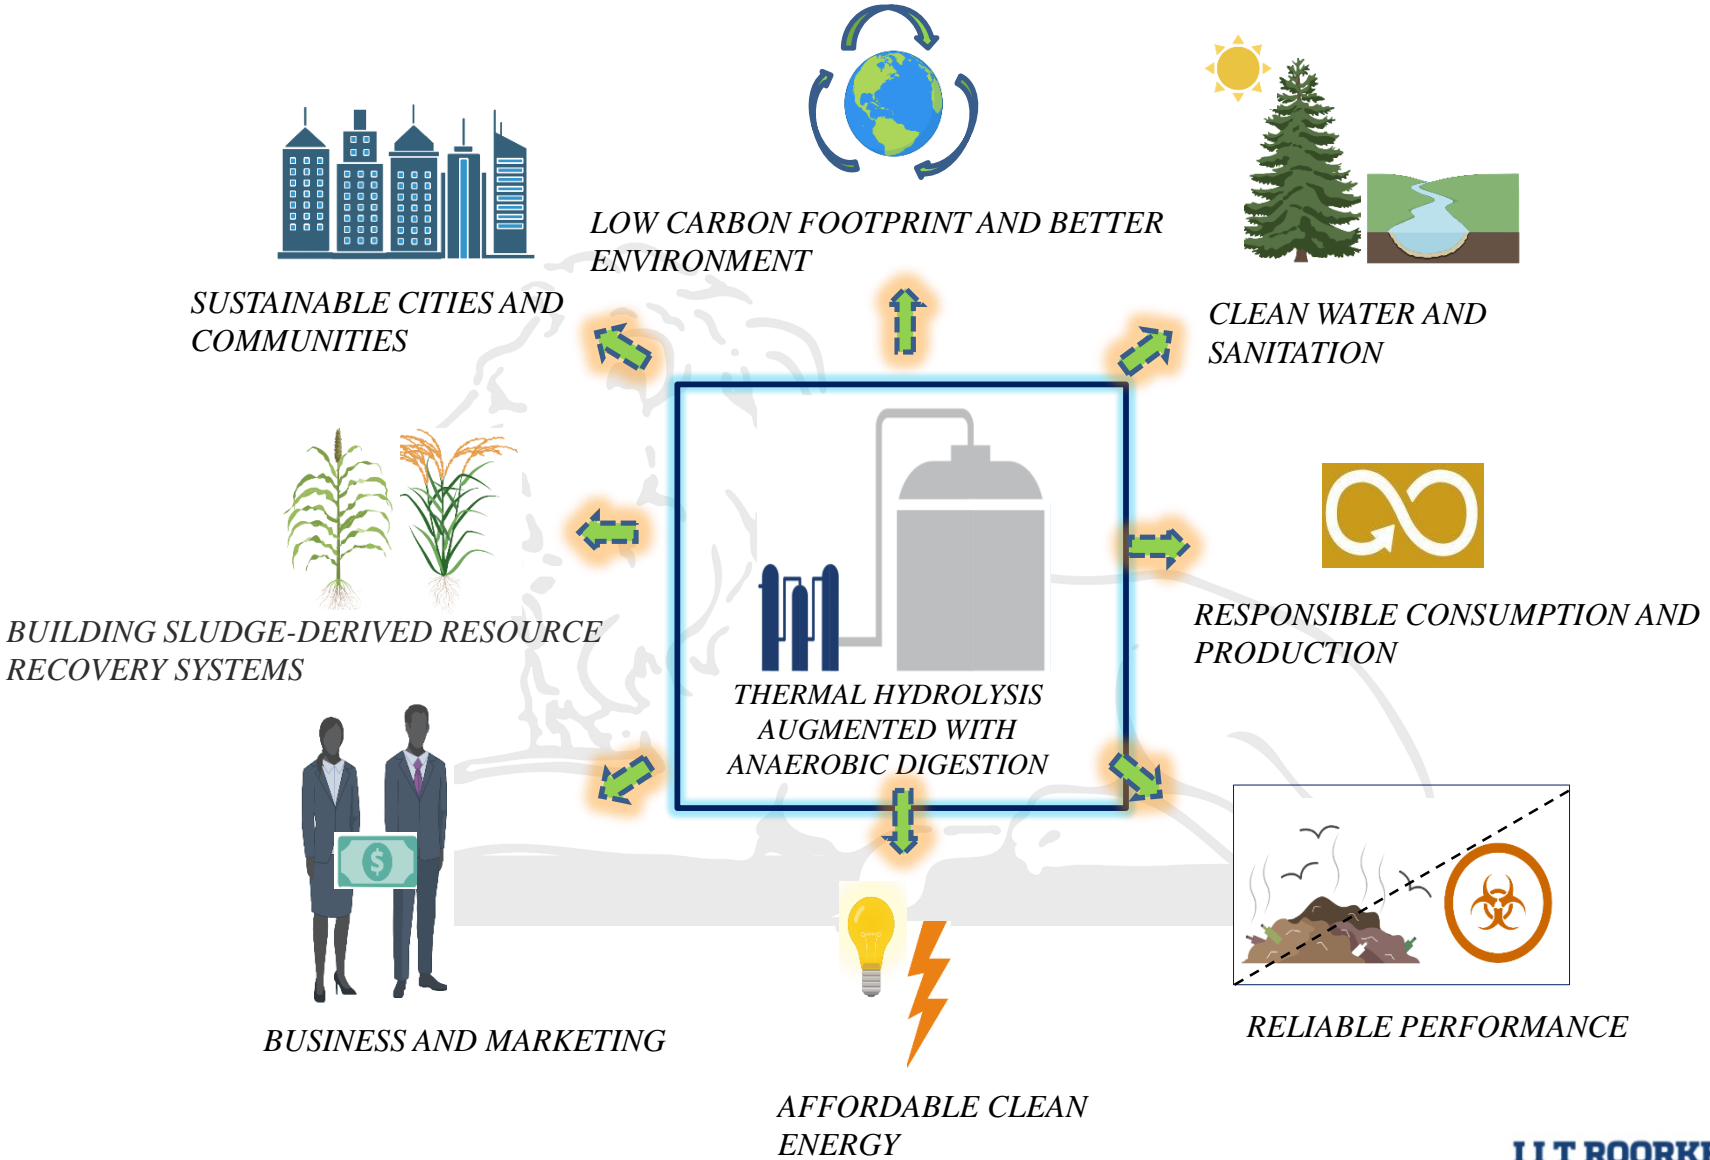 LOW CARBON FOOTPRINT AND BETTER
ENVIRONMENT
SUSTAINABLE CITIES AND
COMMUNITIES
CLEAN WATER AND
SANITATION
BUILDING SLUDGE-DERIVED RESOURCE
RECOVERY SYSTEMS
THERMAL HYDROLYSIS
AUGMENTED WITH
ANAEROBIC DIGESTION
RESPONSIBLE CONSUMPTION AND
PRODUCTION
$
BUSINESS AND MARKETING
RELIABLE PERFORMANCE
AFFORDABLE CLEAN
ENERGY